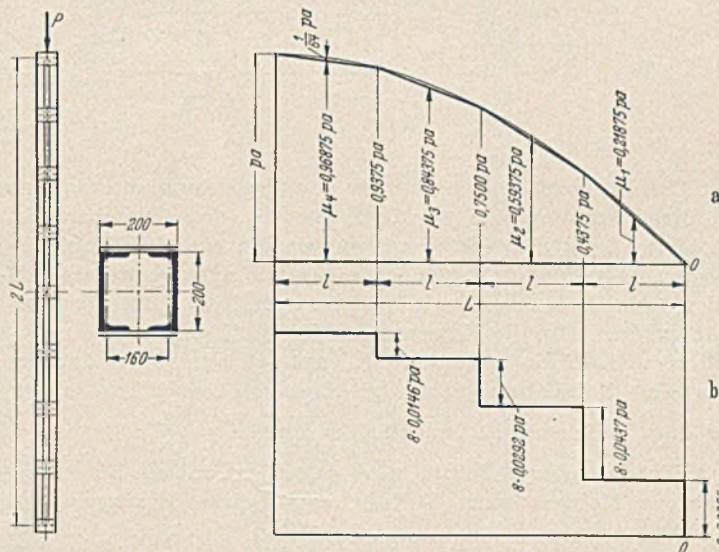 P
2L
200
200
160
1/64 pa
pa
μ4=0,96875 pa
0,9375 pa
μ3=0,84375 pa
0,7500 pa
μ2=0,59375 pa
0,4375 pa
μ1=0,21875 pa
0
a
l
l
l
l
L
8·0,0146 pa
8·0,0292 pa
8·0,0437 pa
b
0